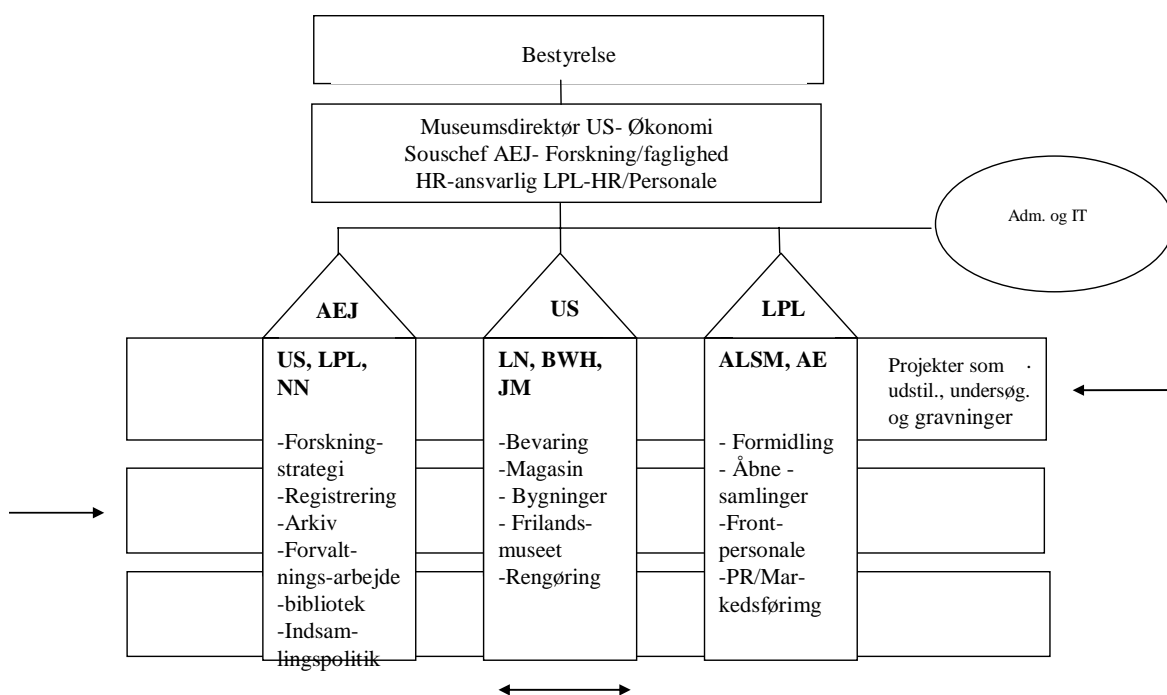 Bestyrelse
Museumsdirektør US- Økonomi
Souschef AEJ- Forskning/faglighed
HR-ansvarlig LPL-HR/Personale
Adm. og IT
AEJ
US
LPL
US, LPL,
NN
-Forskning-
strategi
-Registrering
-Arkiv
-Forvalt-
nings-arbejde
-bibliotek
-Indsam-
lingspolitik
LN, BWH,
JM
-Bevaring
-Magasin
- Bygninger
- Frilands-
museet
-Rengøring
ALSM, AE
- Formidling
- Åbne -
samlinger
-Front-
personale
-PR/Mar-
kedsførimg
Projekter som
udstil., undersøg.
og gravninger